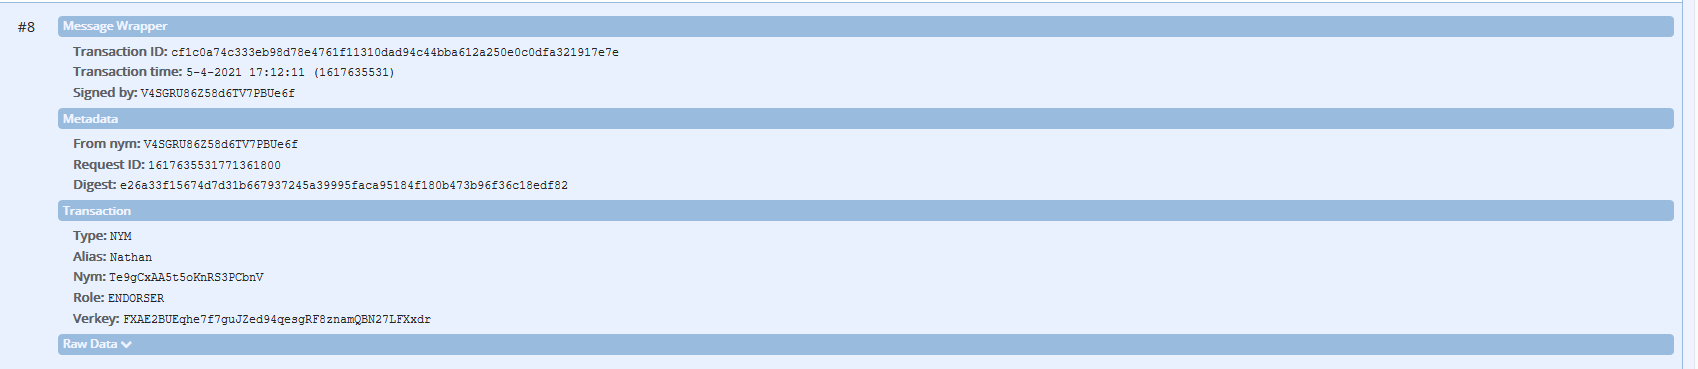 #8
Message Wrapper
Transaction ID: cf1c0a74c333eb98d78e4761f11310dad94c44bba612a250e0c0dfa321917e7e
Transaction time: 5-4-2021 17:12:11 (1617635531)
Signed by: V4SGRU86Z58d6TV7PBUe6f
Metadata
From nym: V4SGRU86Z58d6TV7PBUe6f
Request ID: 1617635531771361800
Digest: e26a33f15674d7d31b667937245a39995faca95184f180b473b96f36c18edf82
Transaction
Type: NYM
Alias: Nathan
Nym: Te9gCxAA5t5oKnRS3PCbnV
Role: ENDORSER
Verkey: FXAE2BUEqhe7f7guJZed94qesgRF8znamQBN27LFXxdr
Raw Data